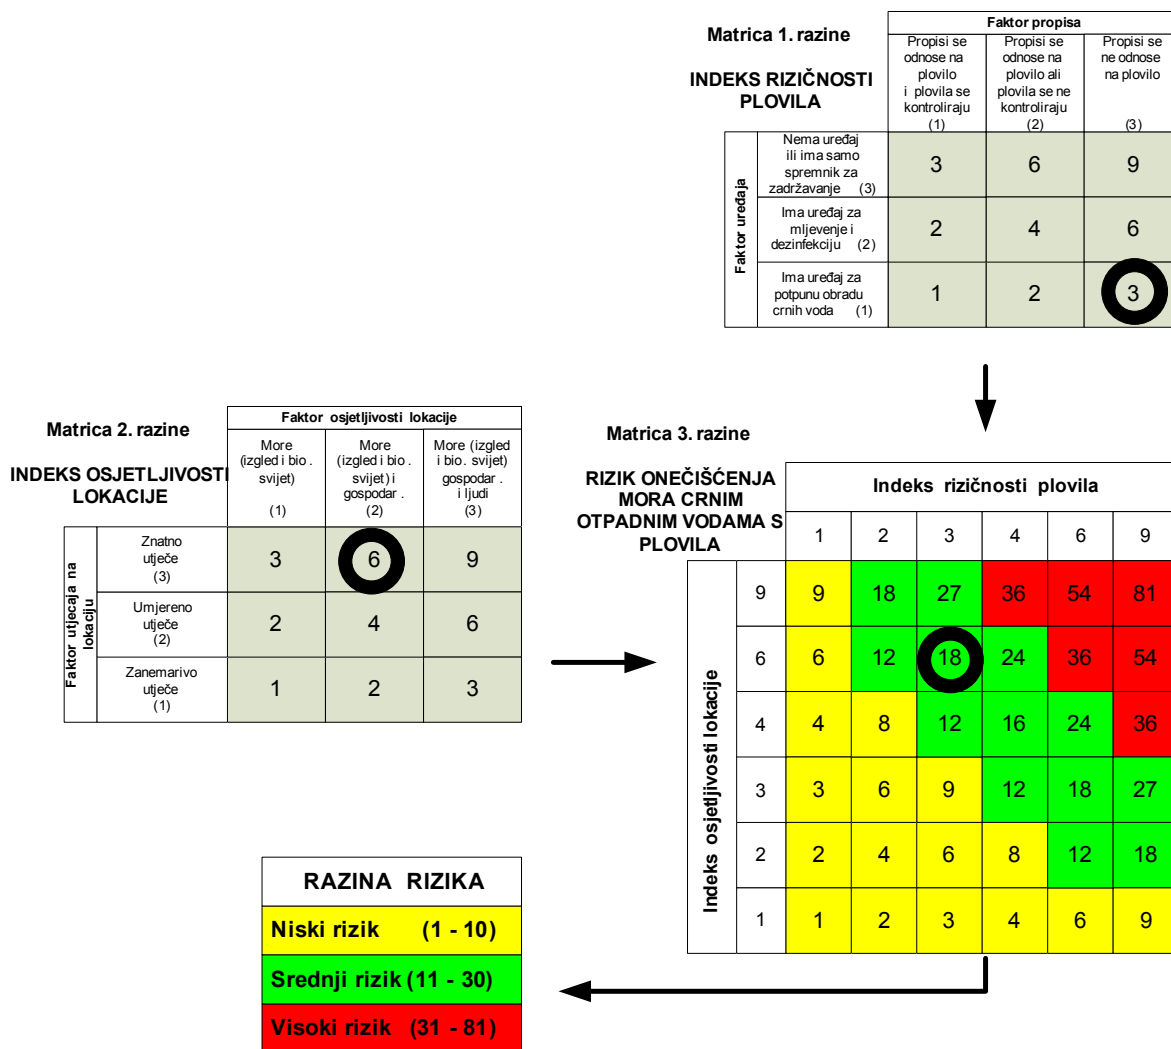 Matrica 1. razine
INDEKS RIZIČNOSTI
PLOVILA
Faktor propisa
Propisi se
odnose na
plovilo
i plovila se
kontroliraju
(1)
Propisi se
odnose na
plovilo ali
plovila se ne
kontroliraju
(2)
Propisi se
ne odnose
na plovilo
(3)
Faktor uređaja
Nema uređaj
ili ima samo
spremnik za
zadržavanje (3)
3 6 9
Ima uređaj za
mljevenje i
dezinfekciju (2)
2 4 6
Ima uređaj za
potpunu obradu
crnih voda (1)
1 2 3
Matrica 2. razine
INDEKS OSJETLJIVOSTI
LOKACIJE
Faktor osjetljivosti lokacije
More
(izgled i bio.
svijet)
(1)
More
(izgled i bio.
svijet) i
gospodar.
(2)
More (izgled
i bio. svijet)
gospodar.
i ljudi
(3)
Faktor utjecaja na
lokaciju
Znatno
utječe
(3)
3 6 9
Umjereno
utječe
(2)
2 4 6
Zanemarivo
utječe
(1)
1 2 3
Matrica 3. razine
RIZIK ONEČIŠĆENJA
MORA CRNIM
OTPADNIM VODAMA S
PLOVILA
Indeks rizičnosti plovila
1 2 3 4 6 9
Indeks osjetljivosti lokacije
9 9 18 27 36 54 81
6 6 12 18 24 36 54
4 4 8 12 16 24 36
3 3 6 9 12 18 27
2 2 4 6 8 12 18
1 1 2 3 4 6 9
RAZINA RIZIKA
Niski rizik (1 - 10)
Srednji rizik (11 - 30)
Visoki rizik (31 - 81)